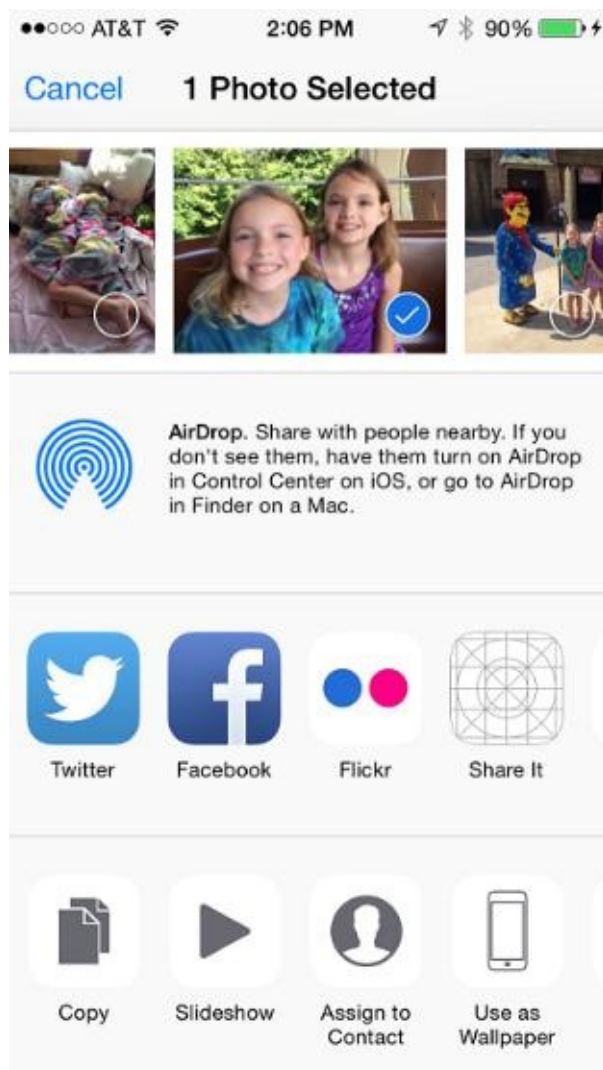 AT&T 2:06 PM 90%
Cancel 1 Photo Selected
AirDrop. Share with people nearby. If you
don't see them, have them turn on AirDrop
in Control Center on iOS, or go to AirDrop
in Finder on a Mac.
Twitter Facebook Flickr Share It
Copy Slideshow Assign to Contact Use as Wallpaper